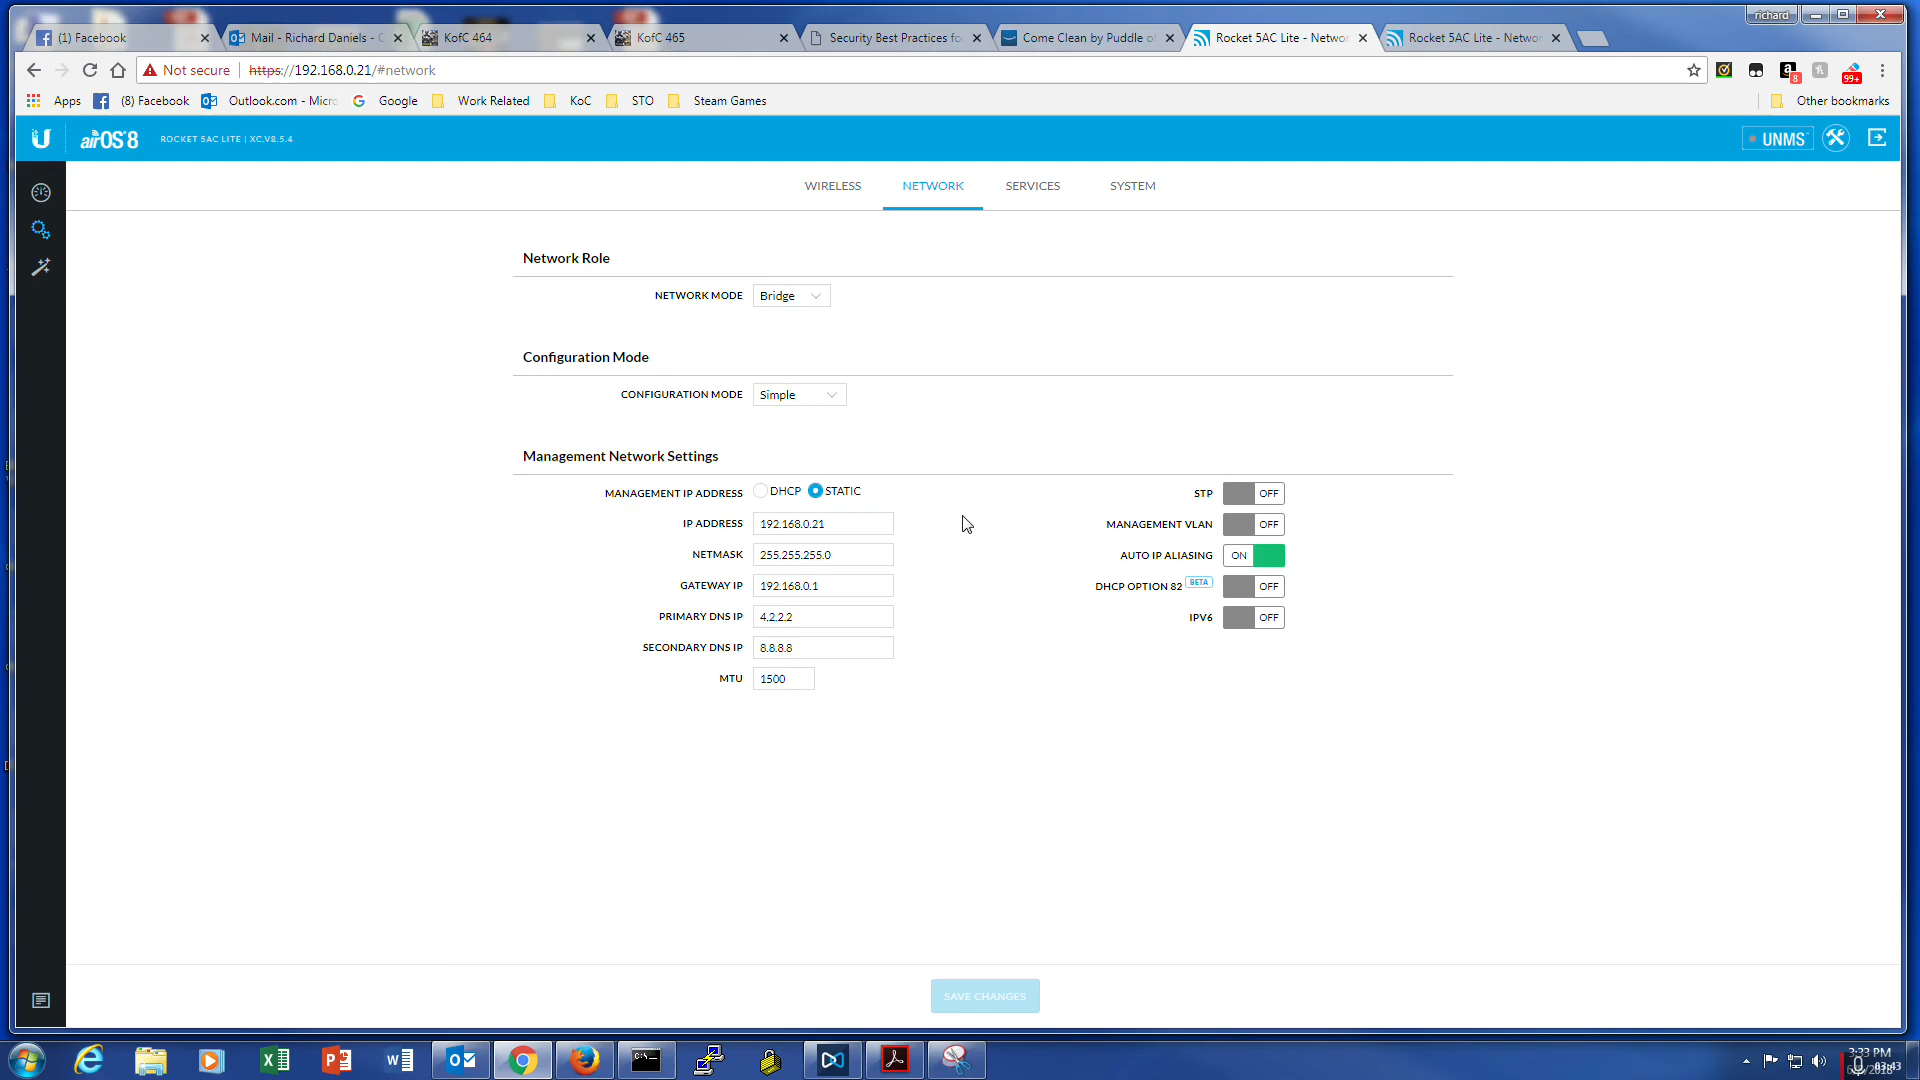 richard
(1) Facebook
Mail - Richard Daniels - C
KofC 464
KofC 465
Security Best Practices fo
Come Clean by Puddle o
Rocket 5AC Lite - Networ
Rocket 5AC Lite - Networ
Not secure
https://192.168.0.21/#network
8
99+
Apps
(8) Facebook
Outlook.com - Micro
Google
Work Related
KoC
STO
Steam Games
Other bookmarks
airOS 8
ROCKET 5AC LITE | XC.V8.5.4
UNMS
WIRELESS
NETWORK
SERVICES
SYSTEM
Network Role
NETWORK MODE
Bridge
Configuration Mode
CONFIGURATION MODE
Simple
Management Network Settings
MANAGEMENT IP ADDRESS
DHCP
STATIC
IP ADDRESS
192.168.0.21
NETMASK
255.255.255.0
GATEWAY IP
192.168.0.1
PRIMARY DNS IP
4.2.2.2
SECONDARY DNS IP
8.8.8.8
MTU
1500
STP
OFF
MANAGEMENT VLAN
OFF
AUTO IP ALIASING
ON
DHCP OPTION 82 BETA
OFF
IPV6
OFF
SAVE CHANGES
3:33 PM
03:43